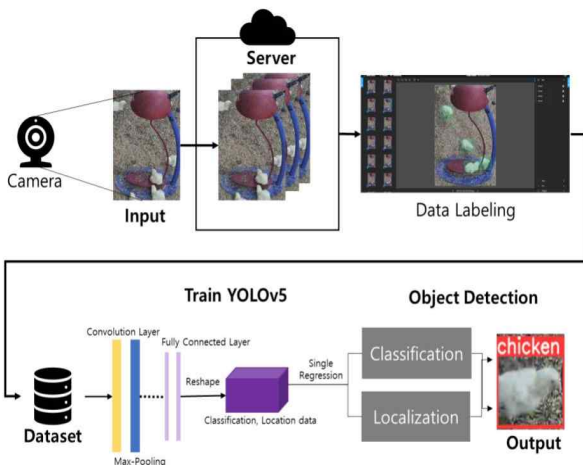 Server
Camera
Input
Data Labeling
Train YOLOv5
Object Detection
Convolution Layer
Fully Connected Layer
Reshape
Single
Regression
Classification
Localization
chicken
Dataset
Max-Pooling
Classification, Location data
Output